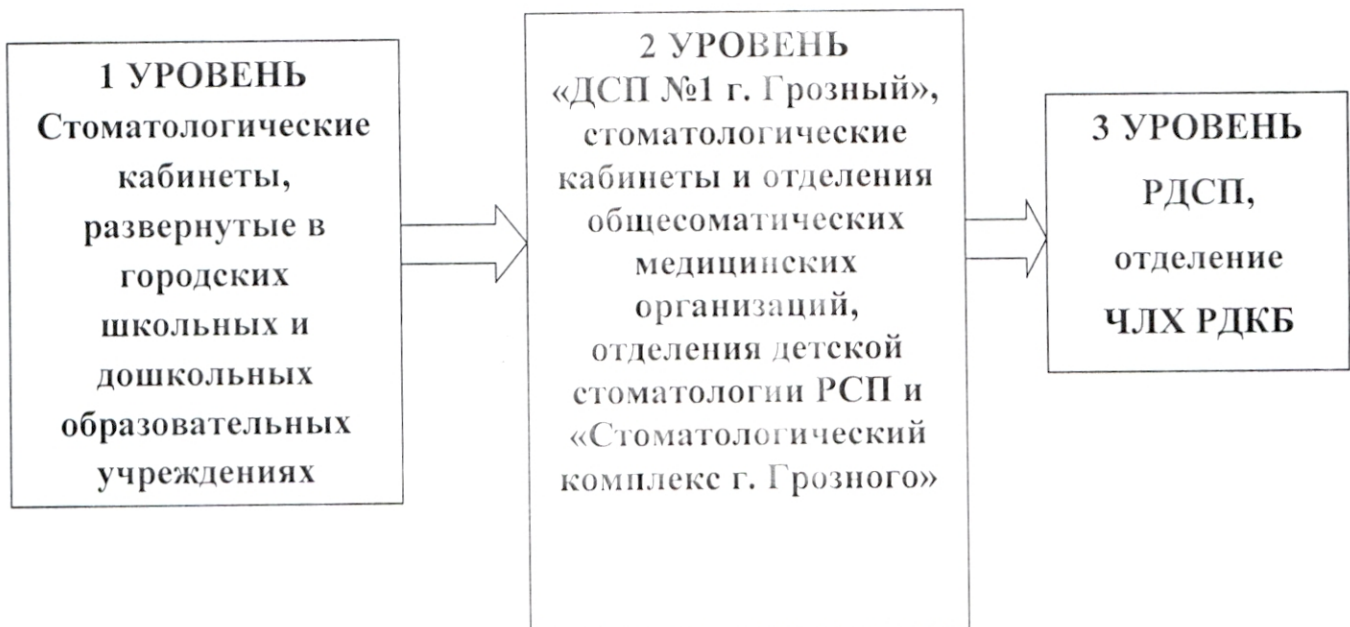 1 УРОВЕНЬ
Стоматологические
кабинеты,
развернутые в
городских
школьных и
дошкольных
образовательных
учреждениях
2 УРОВЕНЬ
«ДСП №1 г. Грозный»,
стоматологические
кабинеты и отделения
общесоматических
медицинских
организаций,
отделения детской
стоматологии РСП и
«Стоматологический
комплекс г. Грозного»
3 УРОВЕНЬ
РДСП,
отделение
ЧЛХ РДКБ